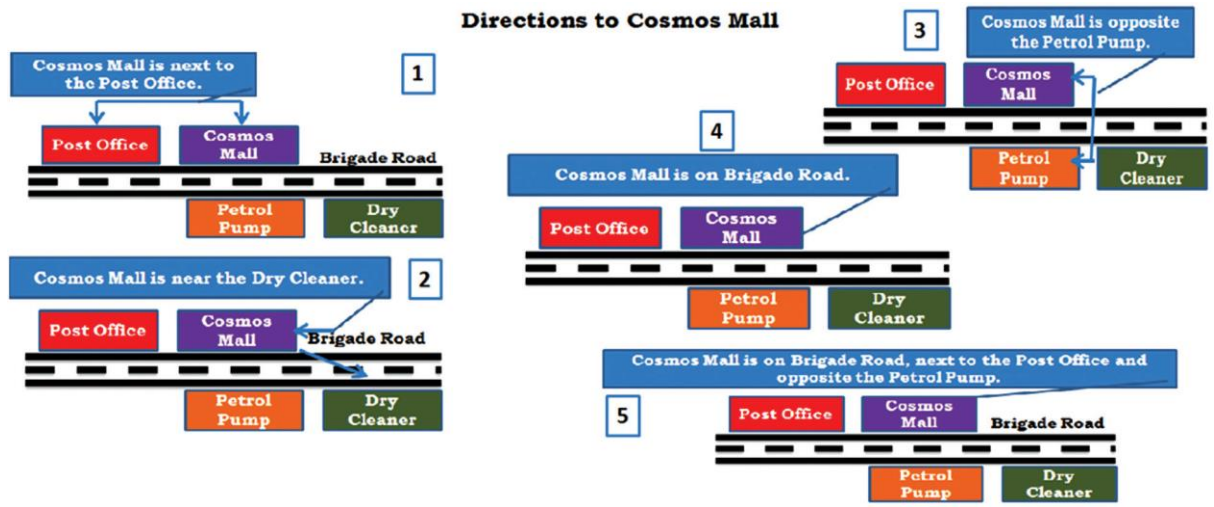 Directions to Cosmos Mall
1
Cosmos Mall is next to
the Post Office.
Post Office
Cosmos
Mall
Brigade Road
Petrol
Pump
Dry
Cleaner
2
Cosmos Mall is near the Dry Cleaner.
Post Office
Cosmos
Mall
Brigade Road
Petrol
Pump
Dry
Cleaner
3
Cosmos Mall is opposite
the Petrol Pump.
Post Office
Cosmos
Mall
Petrol
Pump
Dry
Cleaner
4
Cosmos Mall is on Brigade Road.
Post Office
Cosmos
Mall
Petrol
Pump
Dry
Cleaner
5
Cosmos Mall is on Brigade Road, next to the Post Office and
opposite the Petrol Pump.
Post Office
Cosmos
Mall
Brigade Road
Petrol
Pump
Dry
Cleaner